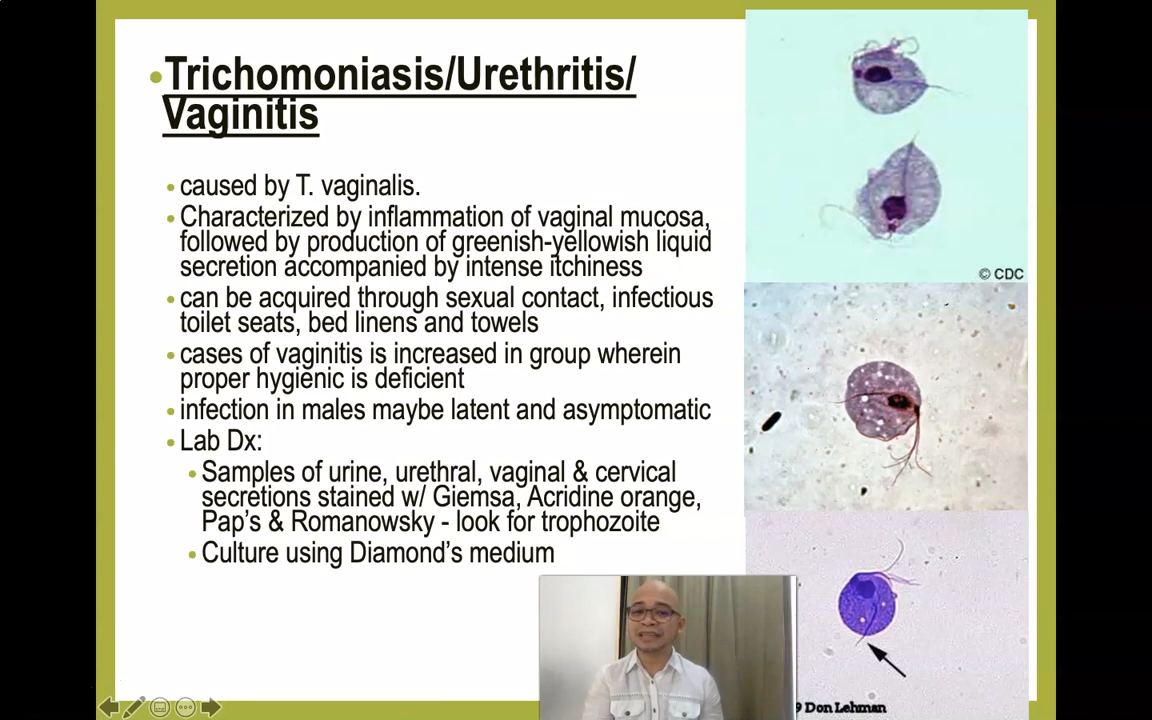 Trichomoniasis/Urethritis/
Vaginitis
caused by T. vaginalis.
Characterized by inflammation of vaginal mucosa,
followed by production of greenish-yellowish liquid
secretion accompanied by intense itchiness
can be acquired through sexual contact, infectious
toilet seats, bed linens and towels
cases of vaginitis is increased in group wherein
proper hygienic is deficient
infection in males maybe latent and asymptomatic
Lab Dx:
Samples of urine, urethral, vaginal & cervical
secretions stained w/ Giemsa, Acridine orange,
Pap's & Romanowsky - look for trophozoite
Culture using Diamond's medium
© CDC
9 Don Lehman